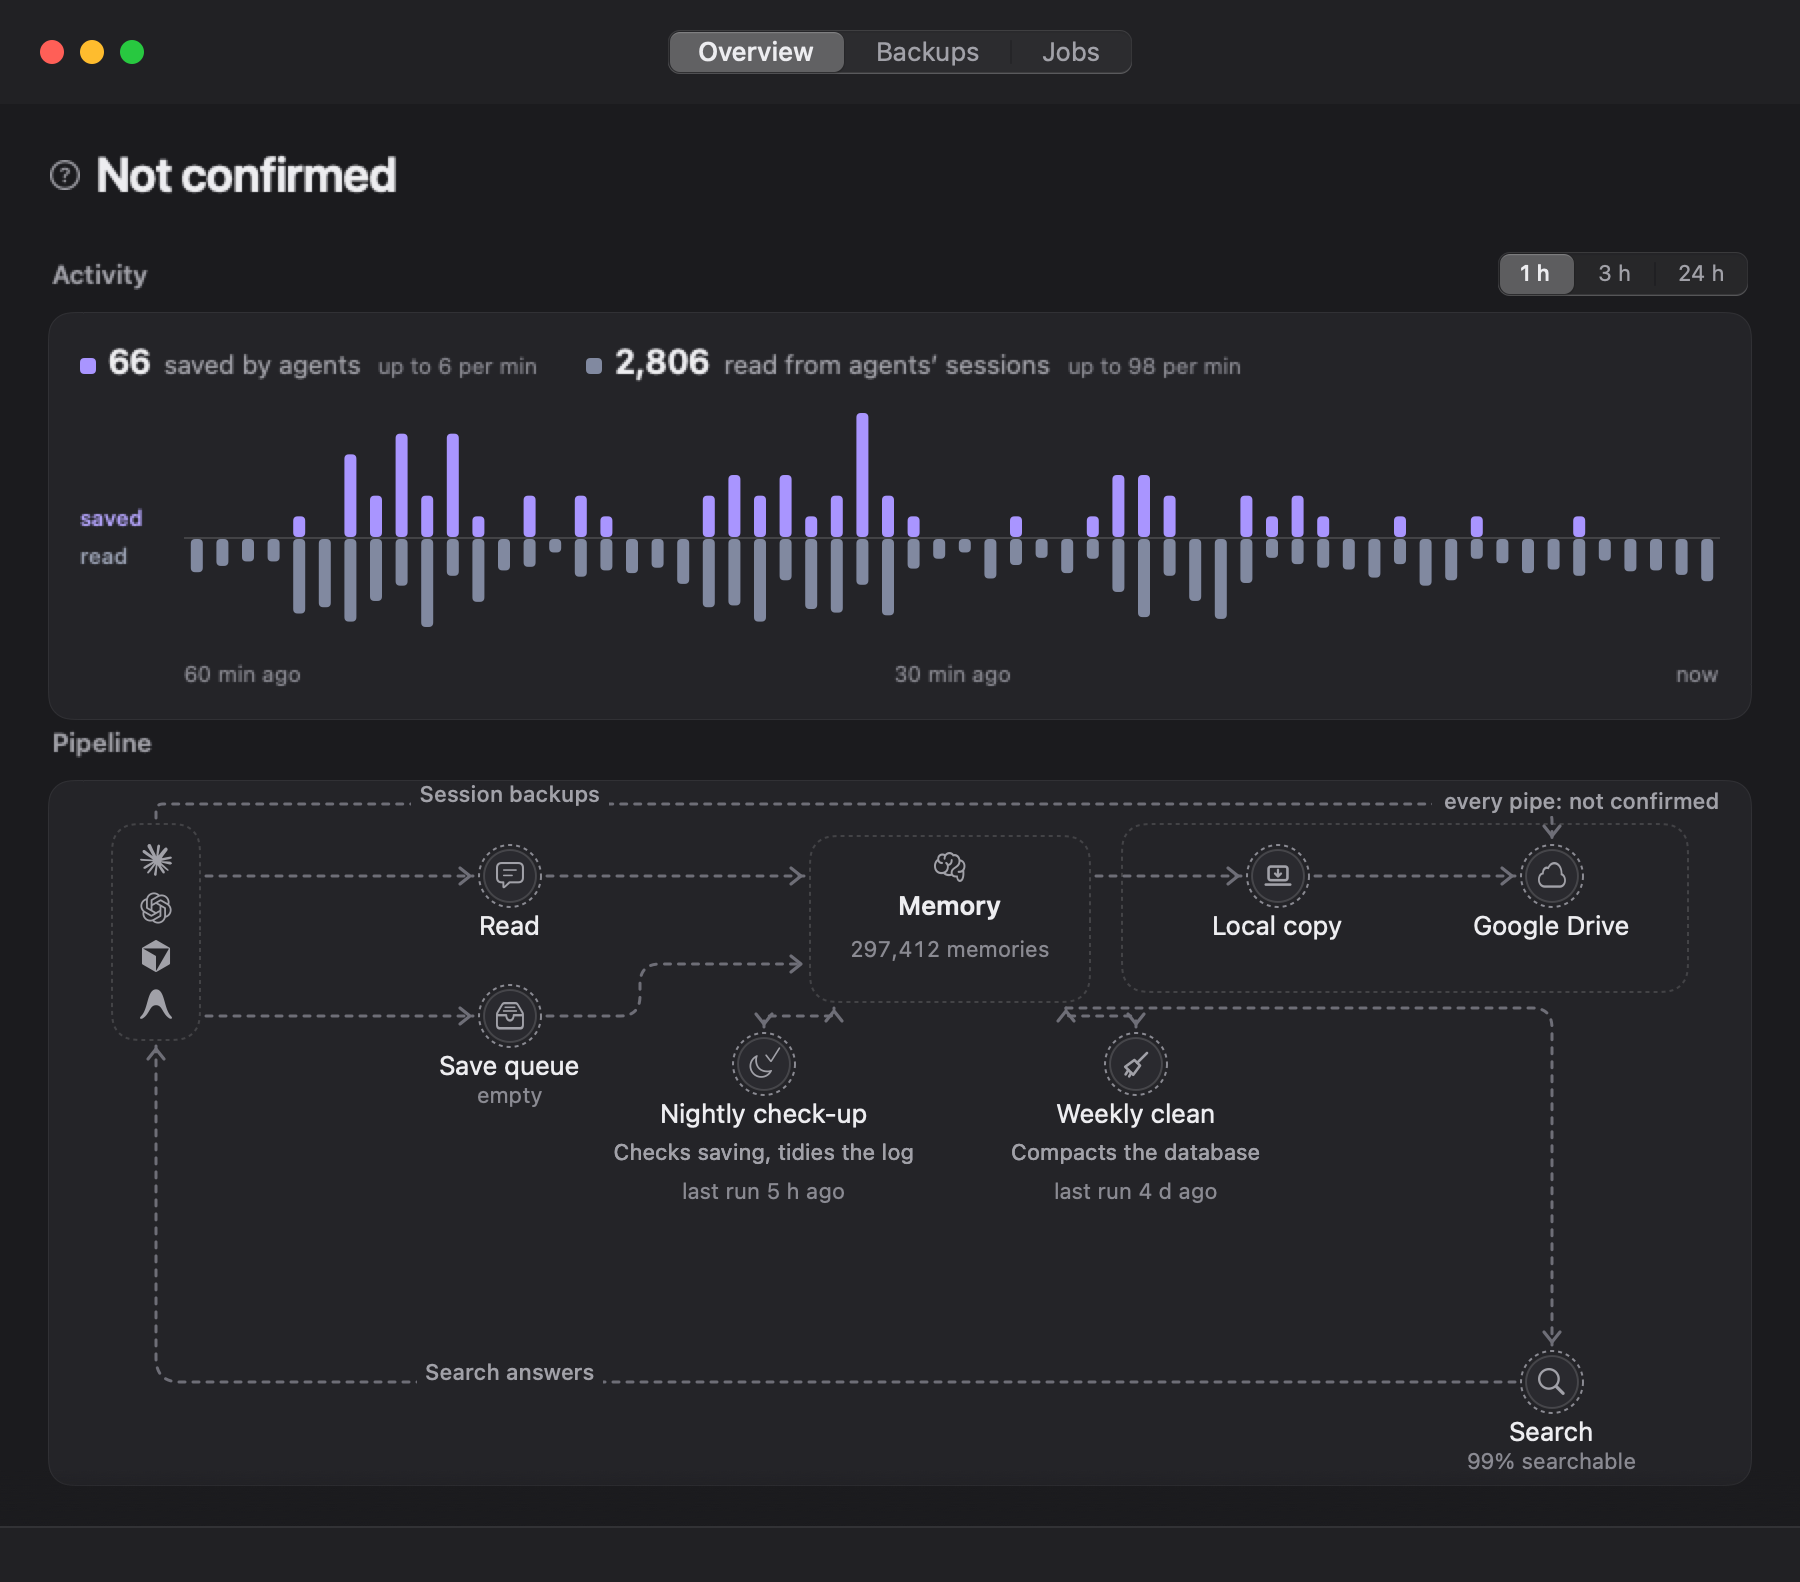 Overview Backups Jobs
Not confirmed
Activity
1 h 3 h 24 h
66 saved by agents up to 6 per min 2,806 read from agents’ sessions up to 98 per min
saved
read
60 min ago 30 min ago now
Pipeline
Session backups every pipe: not confirmed
Read
Memory
297,412 memories
Local copy Google Drive
Save queue
empty
Nightly check-up
Checks saving, tidies the log
last run 5 h ago
Weekly clean
Compacts the database
last run 4 d ago
Search answers
Search
99% searchable